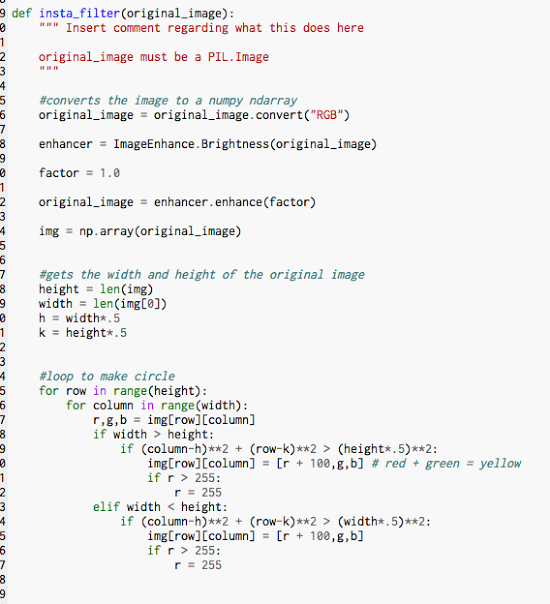 9 def insta_filter(original_image):
0     """ Insert comment regarding what this does here
1
2     original_image must be a PIL.Image
3     """
4
5     #converts the image to a numpy ndarray
6     original_image = original_image.convert("RGB")
7
8     enhancer = ImageEnhance.Brightness(original_image)
9
0     factor = 1.0
1
2     original_image = enhancer.enhance(factor)
3
4     img = np.array(original_image)
5
6
7     #gets the width and height of the original image
8     height = len(img)
9     width = len(img[0])
0     h = width*.5
1     k = height*.5
2
3
4     #loop to make circle
5     for row in range(height):
6         for column in range(width):
7             r,g,b = img[row][column]
8             if width > height:
9                 if (column-h)**2 + (row-k)**2 > (height*.5)**2:
0                     img[row][column] = [r + 100,g,b] # red + green = yellow
1                     if r > 255:
2                         r = 255
3             elif width < height:
4                 if (column-h)**2 + (row-k)**2 > (width*.5)**2:
5                     img[row][column] = [r + 100,g,b]
6                     if r > 255:
7                         r = 255
8
9